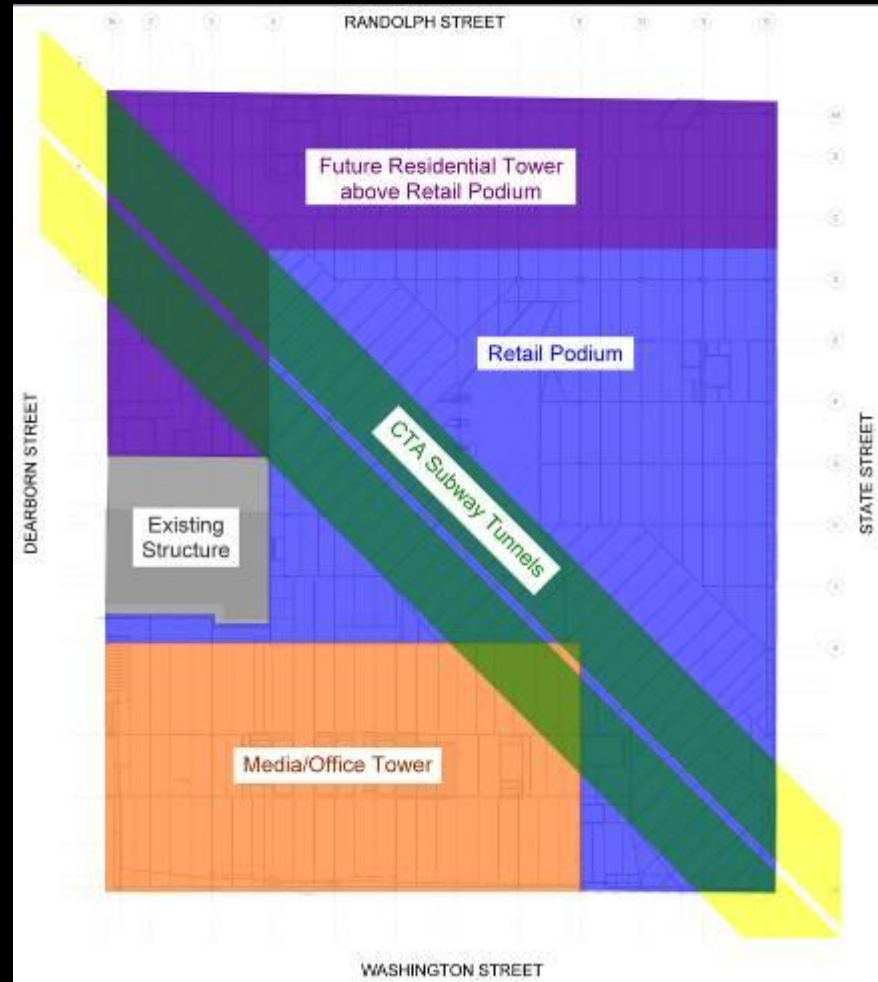 RANDOLPH STREET
Future Residential Tower
above Retail Podium
Retail Podium
DEARBORN STREET
STATE STREET
CTA Subway Tunnels
Existing
Structure
Media/Office Tower
WASHINGTON STREET